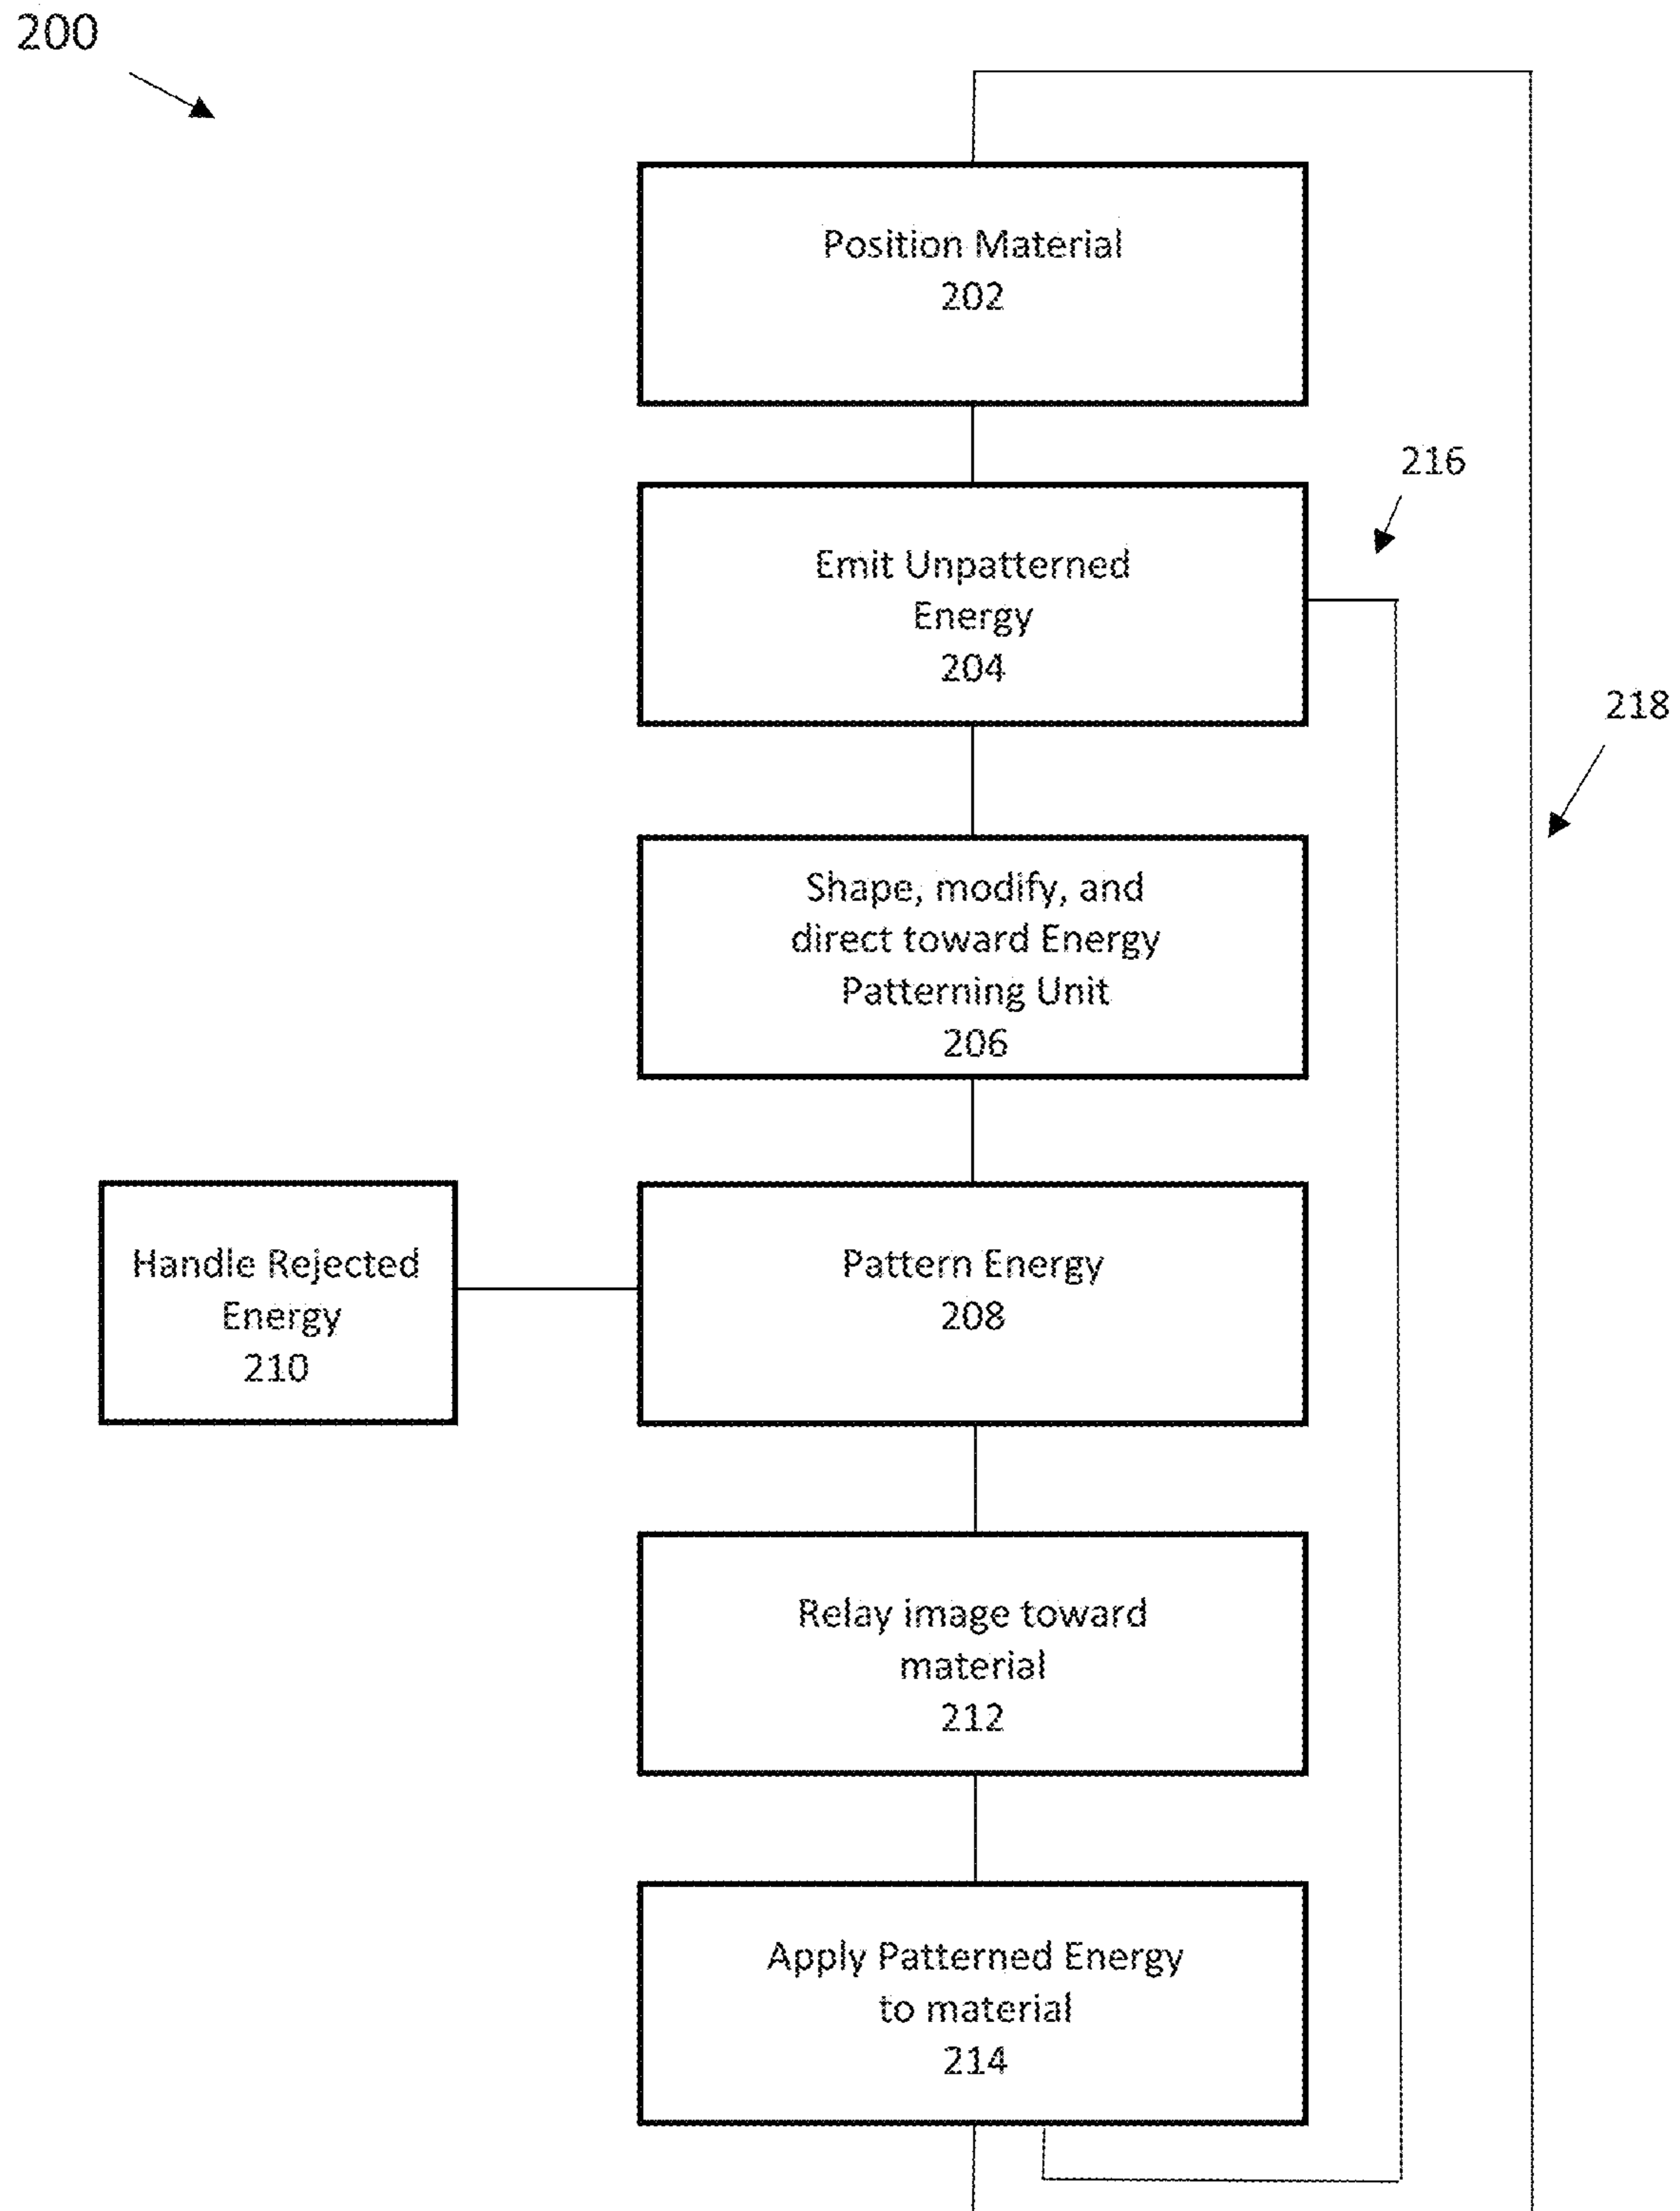 200
Position Material
202
216
Emit Unpatterned
Energy
204
218
Shape, modify, and
direct toward Energy
Patterning Unit
206
Handle Rejected
Energy
210
Pattern Energy
208
Relay image toward
material
212
Apply Patterned Energy
to material
214